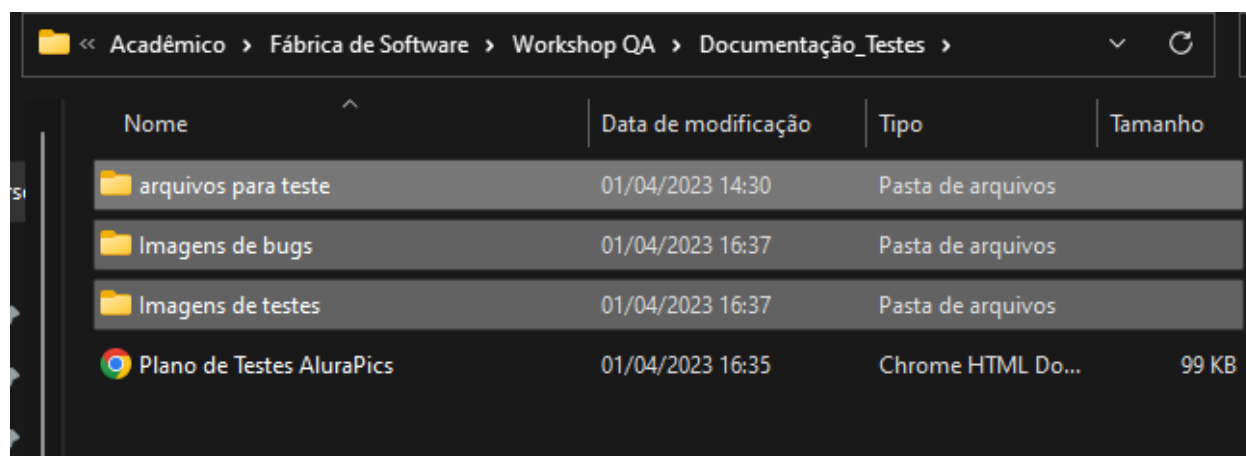 « Acadêmico > Fábrica de Software > Workshop QA > Documentação_Testes >
Nome Data de modificação Tipo Tamanho
arquivos para teste 01/04/2023 14:30 Pasta de arquivos
Imagens de bugs 01/04/2023 16:37 Pasta de arquivos
Imagens de testes 01/04/2023 16:37 Pasta de arquivos
Plano de Testes AluraPics 01/04/2023 16:35 Chrome HTML Do... 99 KB